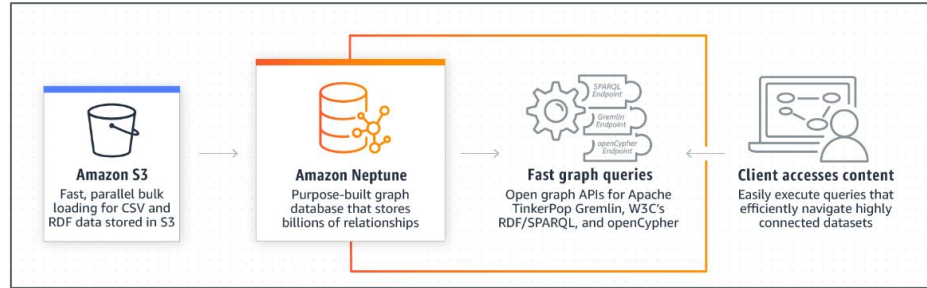 Amazon S3
Fast, parallel bulk
loading for CSV and
RDF data stored in S3
Amazon Neptune
Purpose-built graph
database that stores
billions of relationships
SPARQL
Endpoint
Gremlin
Endpoint
openCypher
Endpoint
Fast graph queries
Open graph APIs for Apache
TinkerPop Gremlin, W3C's
RDF/SPARQL, and openCypher
Client accesses content
Easily execute queries that
efficiently navigate highly
connected datasets